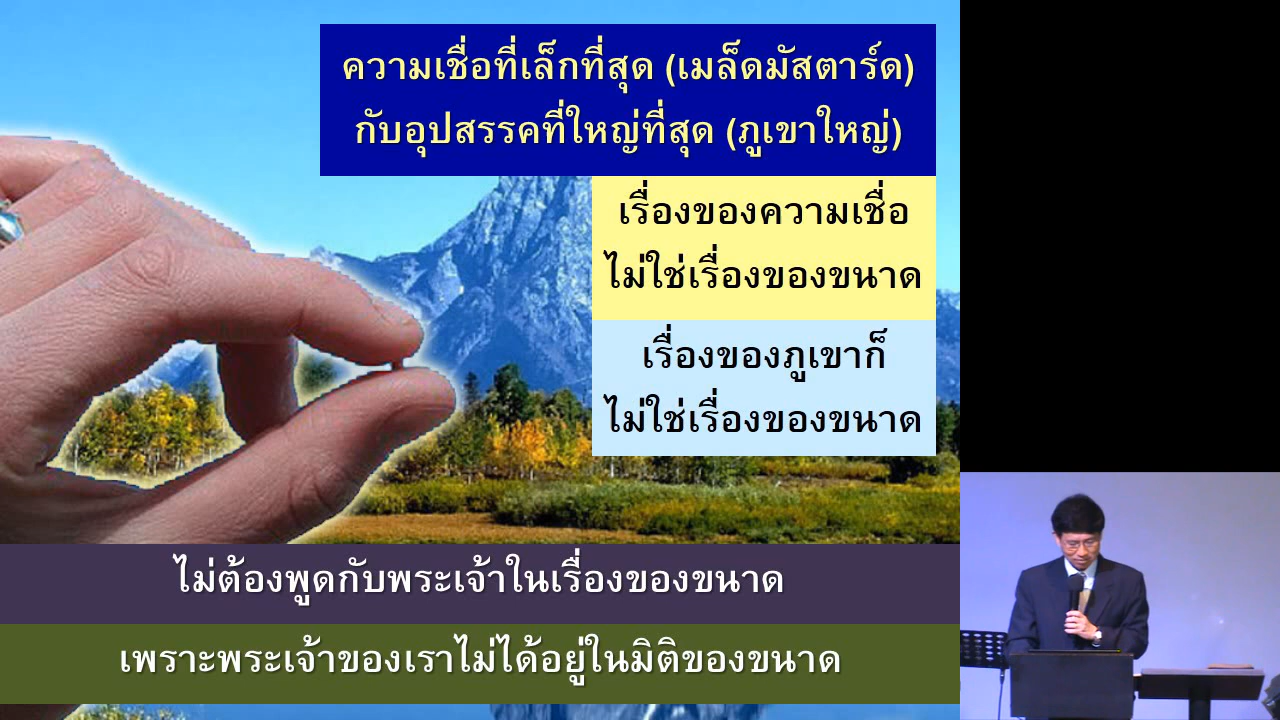 ความเชื่อที่เล็กที่สุด (เมล็ดมัสตาร์ด)
กับอุปสรรคที่ใหญ่ที่สุด (ภูเขาใหญ่)
เรื่องของความเชื่อ
ไม่ใช่เรื่องของขนาด
เรื่องของภูเขาก็
ไม่ใช่เรื่องของขนาด
ไม่ต้องพูดกับพระเจ้าในเรื่องของขนาด
เพราะพระเจ้าของเราไม่ได้อยู่ในมิติของขนาด